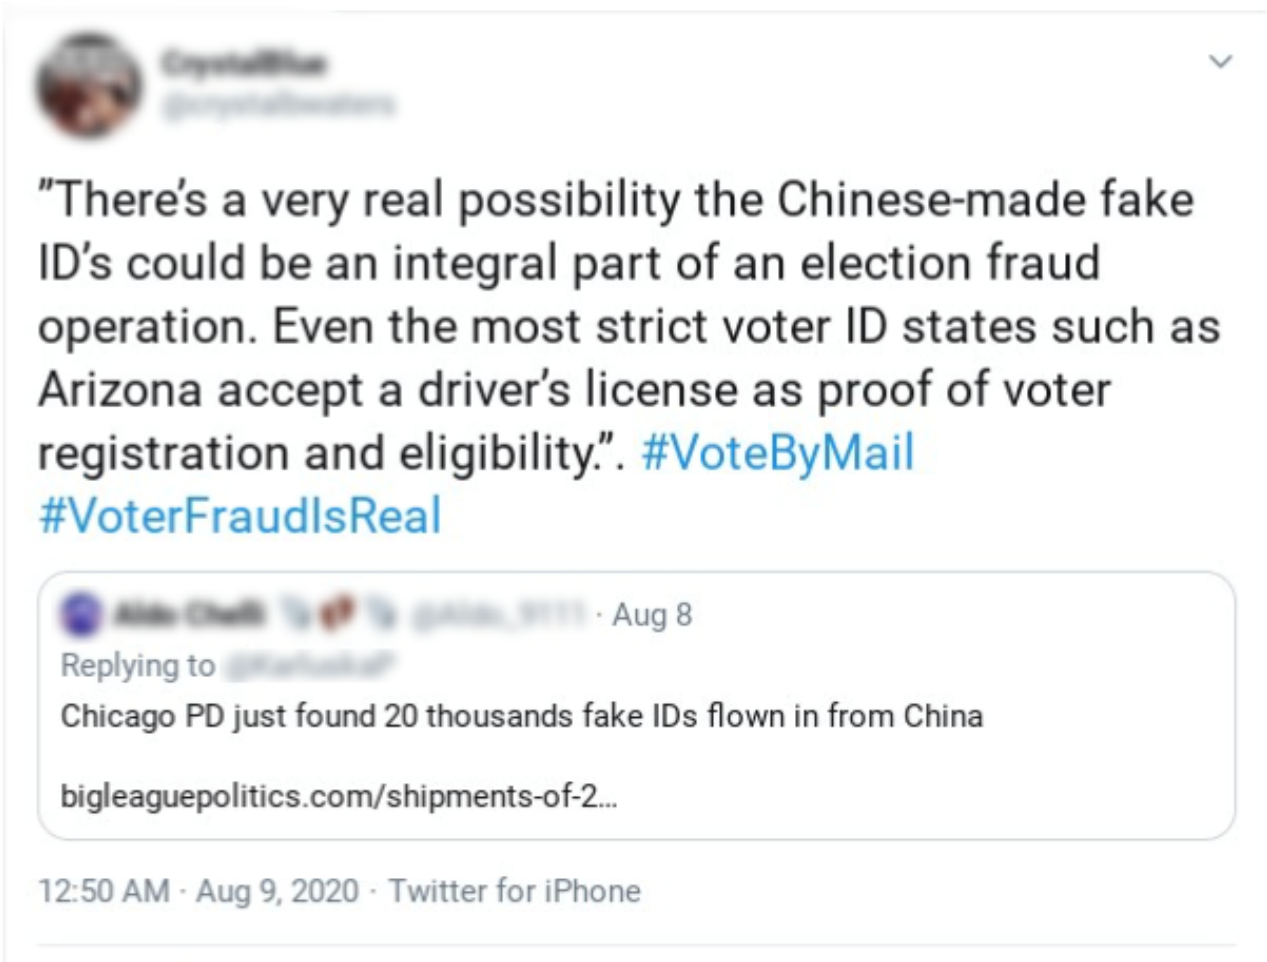 "There's a very real possibility the Chinese-made fake
ID's could be an integral part of an election fraud
operation. Even the most strict voter ID states such as
Arizona accept a driver's license as proof of voter
registration and eligibility.". #VoteByMail
#VoterFraudIsReal
· Aug 8
Replying to
Chicago PD just found 20 thousands fake IDs flown in from China
bigleaguepolitics.com/shipments-of-2...
12:50 AM · Aug 9, 2020 · Twitter for iPhone